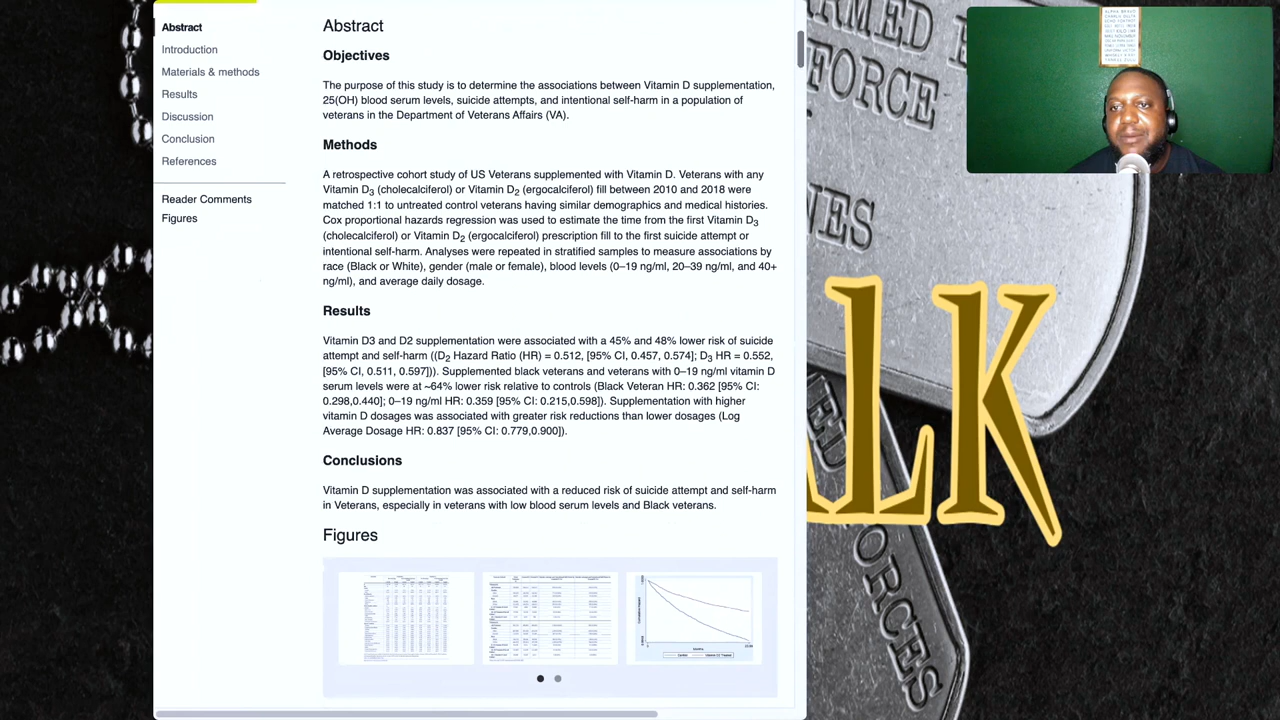 Abstract
Introduction
Materials & methods
Results
Discussion
Conclusion
References
Reader Comments
Figures
Abstract
Objectives
The purpose of this study is to determine the associations between Vitamin D supplementation,
25(OH) blood serum levels, suicide attempts, and intentional self-harm in a population of
veterans in the Department of Veterans Affairs (VA).
Methods
A retrospective cohort study of US Veterans supplemented with Vitamin D. Veterans with any
Vitamin D3 (cholecalciferol) or Vitamin D2 (ergocalciferol) fill between 2010 and 2018 were
matched 1:1 to untreated control veterans having similar demographics and medical histories.
Cox proportional hazards regression was used to estimate the time from the first Vitamin D3
(cholecalciferol) or Vitamin D2 (ergocalciferol) prescription fill to the first suicide attempt or
intentional self-harm. Analyses were repeated in stratified samples to measure associations by
race (Black or White), gender (male or female), blood levels (0–19 ng/ml, 20–39 ng/ml, and 40+
ng/ml), and average daily dosage.
Results
Vitamin D3 and D2 supplementation were associated with a 45% and 48% lower risk of suicide
attempt and self-harm ((D2 Hazard Ratio (HR) = 0.512, [95% CI, 0.457, 0.574]; D3 HR = 0.552,
[95% CI, 0.511, 0.597])). Supplemented black veterans and veterans with 0–19 ng/ml vitamin D
serum levels were at ~64% lower risk relative to controls (Black Veteran HR: 0.362 [95% CI:
0.298,0.440]; 0–19 ng/ml HR: 0.359 [95% CI: 0.215,0.598]). Supplementation with higher
vitamin D dosages was associated with greater risk reductions than lower dosages (Log
Average Dosage HR: 0.837 [95% CI: 0.779,0.900]).
Conclusions
Vitamin D supplementation was associated with a reduced risk of suicide attempt and self-harm
in Veterans, especially in veterans with low blood serum levels and Black veterans.
Figures
FORCE
NES
LK
FORCES